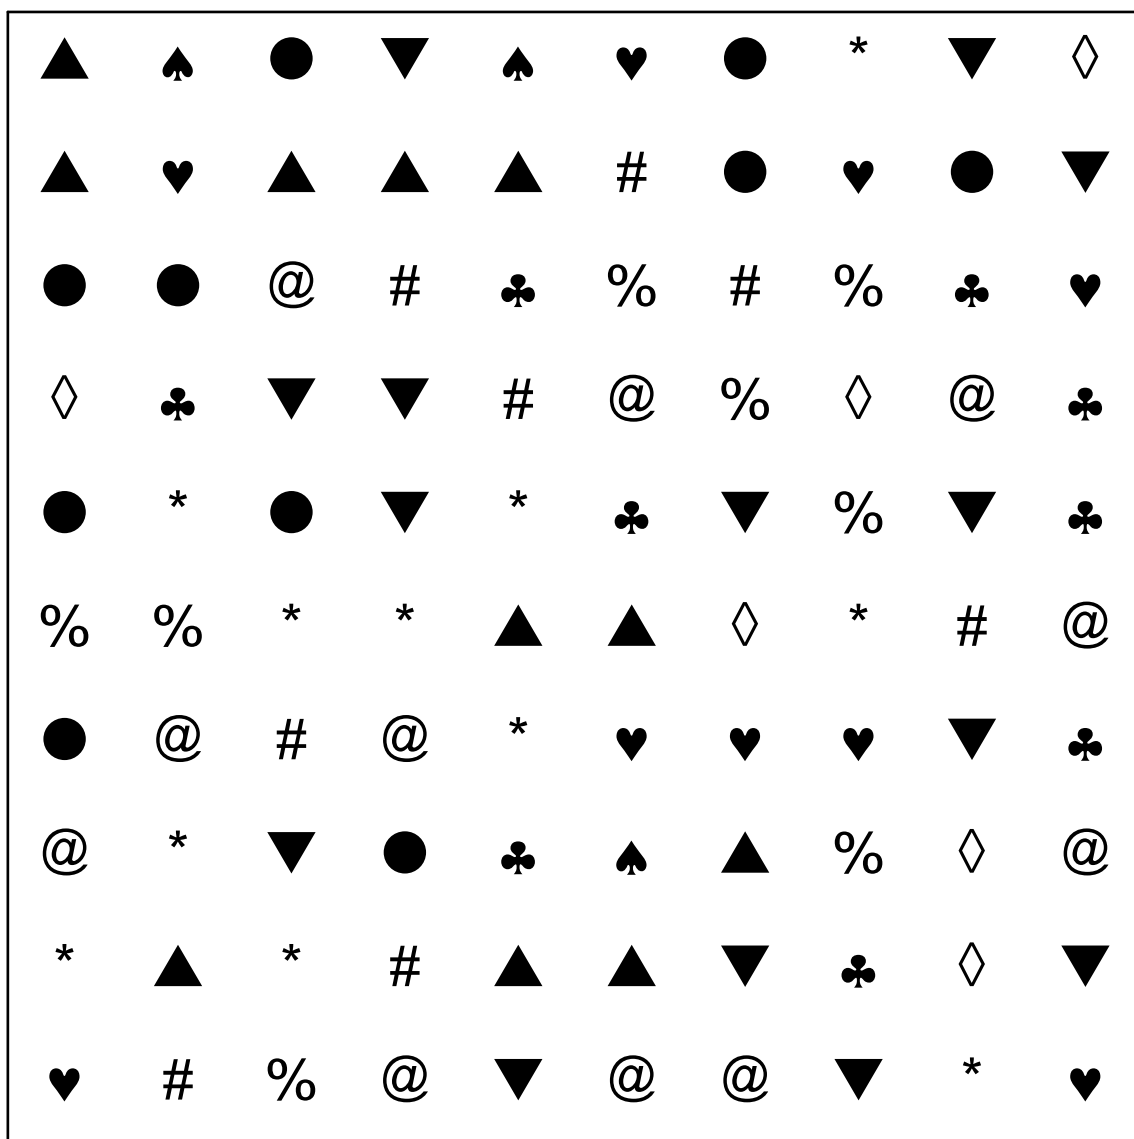 ▲ ♠ ● ▼ ♠ ♥ ● * ▼ ◊
▲ ♥ ▲ ▲ ▲ # ● ♥ ● ▼
● ● @ # ♣ % # % ♣ ♥
◊ ♣ ▼ ▼ # @ % ◊ @ ♣
● * ● ▼ * ♣ ▼ % ▼ ♣
% % * * ▲ ▲ ◊ * # @
● @ # @ * ♥ ♥ ♥ ▼ ♣
@ * ▼ ● ♣ ♠ ▲ % ◊ @
* ▲ * # ▲ ▲ ▼ ♣ ◊ ▼
♥ # % @ ▼ @ @ ▼ * ♥